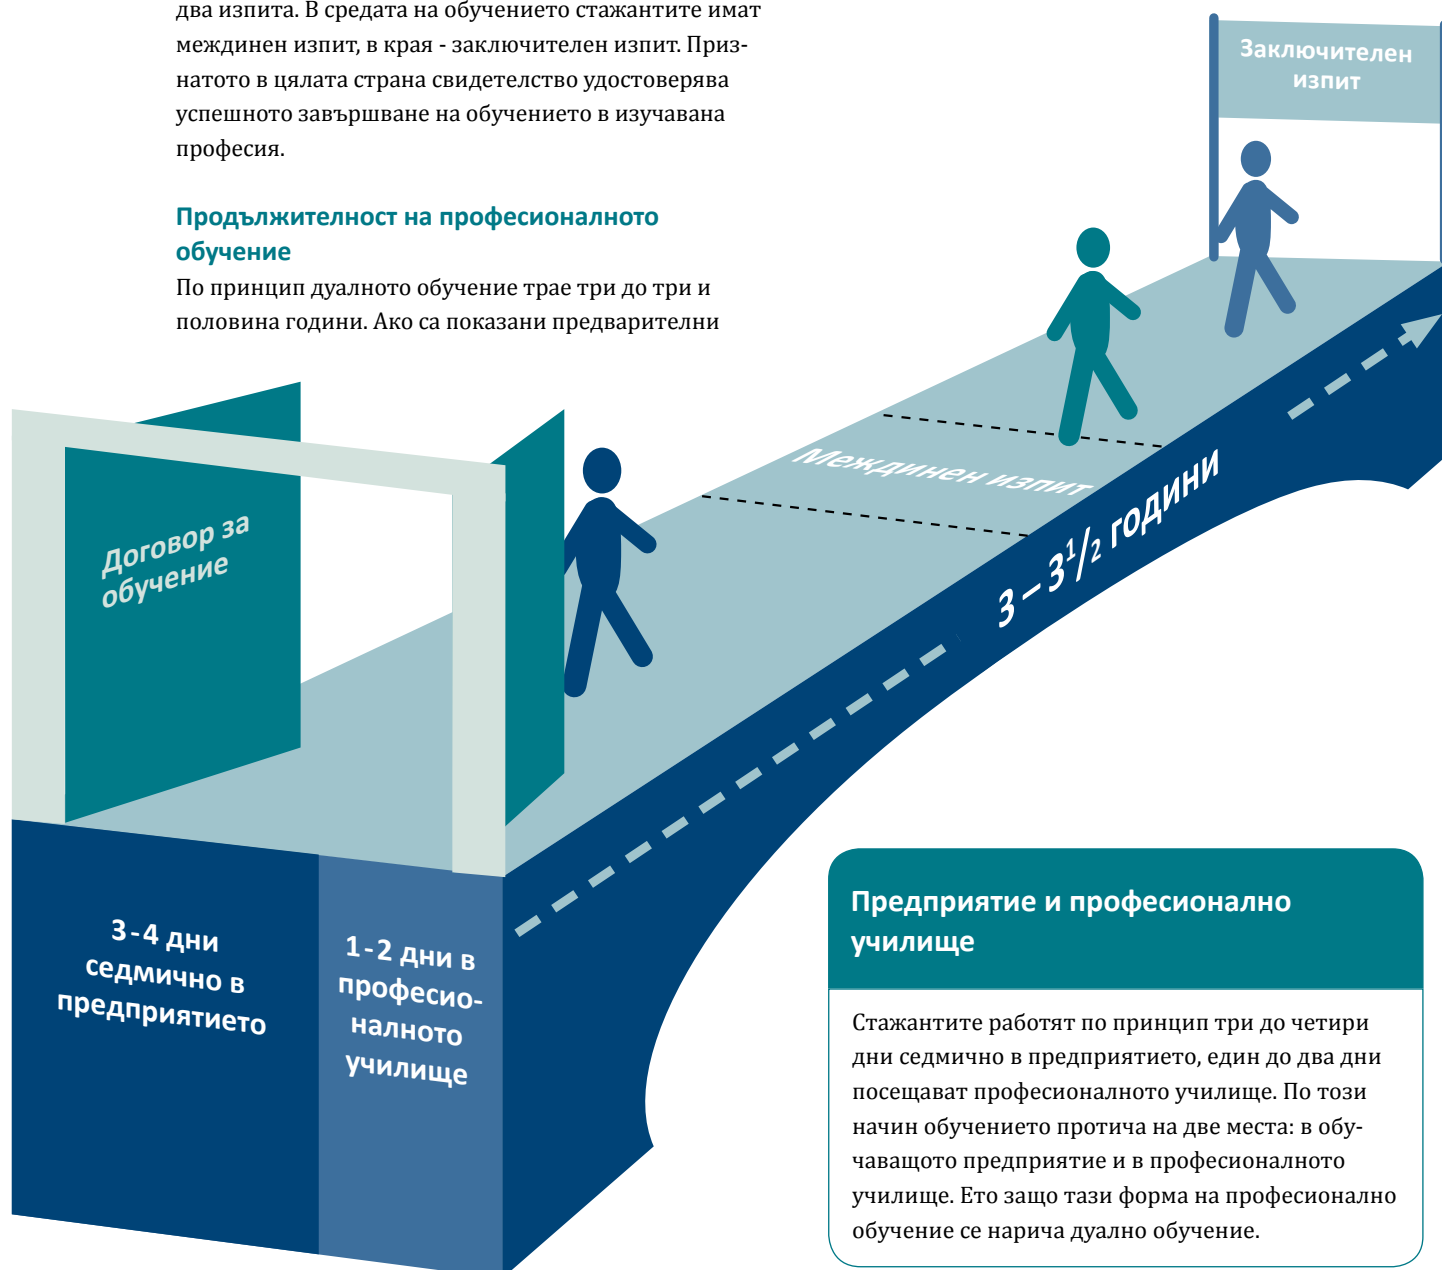 два изпита. В средата на обучението стажантите имат
междинен изпит, в края - заключителен изпит. Приз-
натото в цялата страна свидетелство удостоверява
успешното завършване на обучението в изучавана
професия.
Продължителност на професионалното
обучение
По принцип дуалното обучение трае три до три и
половина години. Ако са показани предварителни
Заключителен
изпит
Междинен изпит
3 – 3 1/2 години
Договор за
обучение
3-4 дни
седмично в
предприятието
1-2 дни в
професио-
налното
училище
Предприятие и професионално
училище
Стажантите работят по принцип три до четири
дни седмично в предприятието, един до два дни
посещават професионалното училище. По този
начин обучението протича на две места: в обу-
чаващото предприятие и в професионалното
училище. Ето защо тази форма на професионално
обучение се нарича дуално обучение.